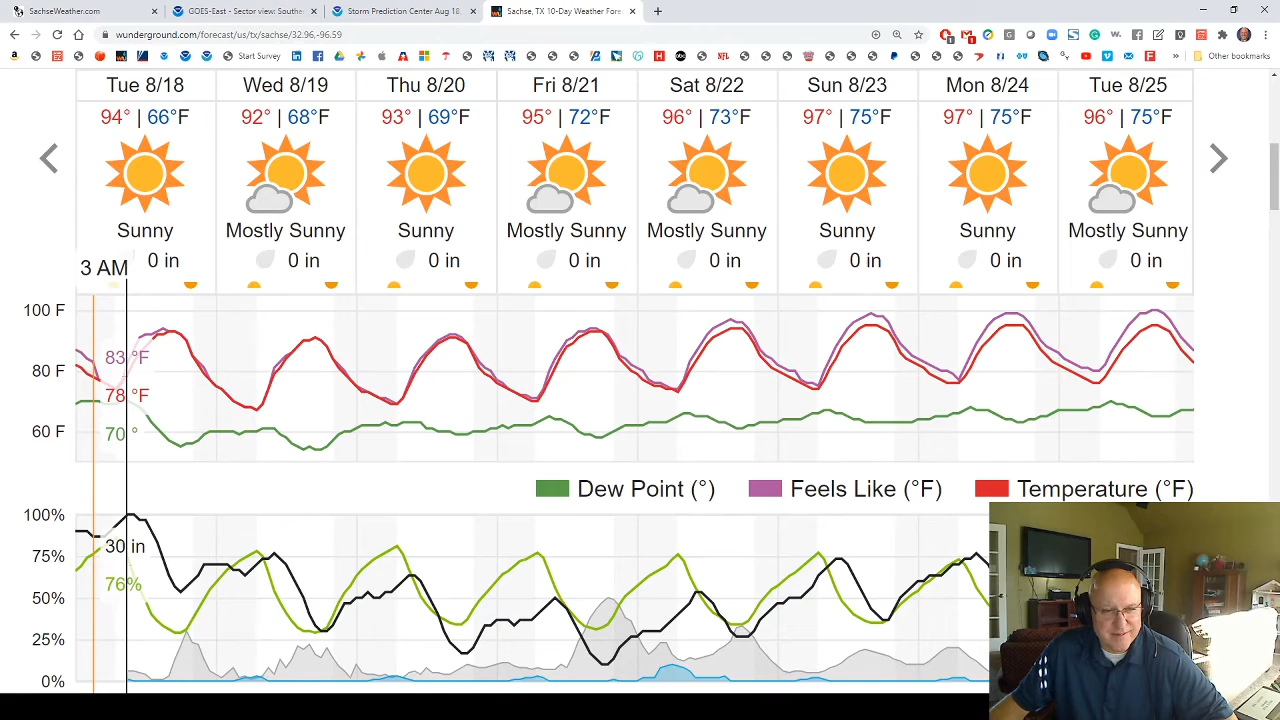 SachseWeather.com
GOES-East - Sector view: Southe
Storm Prediction Center Aug 18,
Sachse, TX 10-Day Weather Fore
wunderground.com/forecast/us/tx/sachse/32.96,-96.59
Start Sunu
Other bookmarks
Tue 8/18 Wed 8/19 Thu 8/20 Fri 8/21 Sat 8/22 Sun 8/23 Mon 8/24 Tue 8/25
94° | 66°F 92° | 68°F 93° | 69°F 95° | 72°F 96° | 73°F 97° | 75°F 97° | 75°F 96° | 75°F
Sunny Mostly Sunny Sunny Mostly Sunny Mostly Sunny Sunny Sunny Mostly Sunny
0 in 0 in 0 in 0 in 0 in 0 in 0 in 0 in
3 AM
100 F
83 °F
80 F
78 °F
70 °
60 F
Dew Point (°) Feels Like (°F) Temperature (°F)
100%
30 in
75%
76%
50%
25%
0%